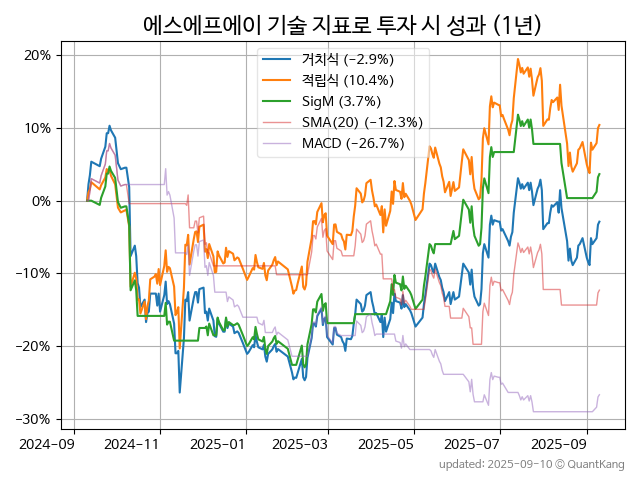 에스에프에이 기술 지표로 투자 시 성과 (1년)
거치식 (−2.9%)
적립식 (10.4%)
SigM (3.7%)
SMA(20) (−12.3%)
MACD (−26.7%)
20%
10%
0%
−10%
−20%
−30%
2024-09 2024-11 2025-01 2025-03 2025-05 2025-07 2025-09
updated: 2025-09-10 © QuantKang